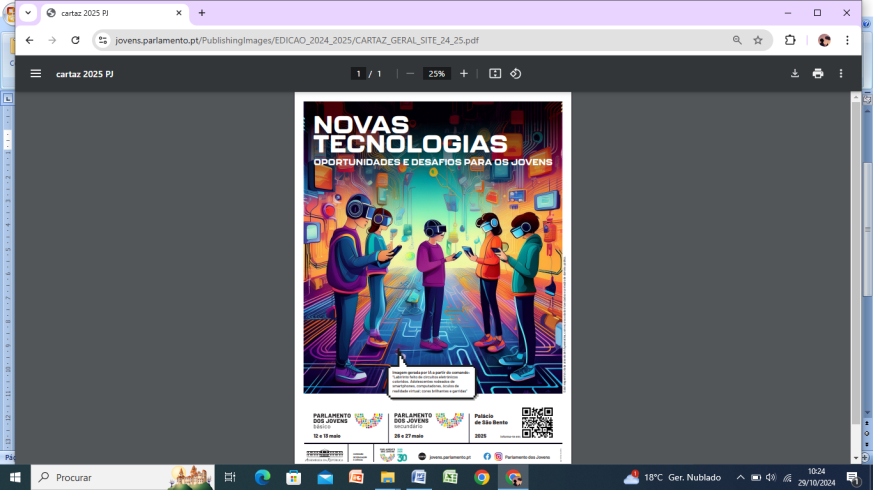 cartaz 2025 PJ
jovens.parlamento.pt/PublishingImages/EDICAO_2024_2025/CARTAZ_GERAL_SITE_24_25.pdf
cartaz 2025 PJ
1 / 1
25%
NOVAS
TECNOLOGIAS
OPORTUNIDADES E DESAFIOS PARA OS JOVENS
Imagem gerada por IA a partir do comando:
"Labirinto feito de circuitos eletrónicos
coloridos. Adolescentes rodeados de
smartphones, computadores, óculos de
realidade virtual, cores brilhantes e garridas"
PARLAMENTO
DOS JOVENS
básico
12 e 13 maio
PARLAMENTO
DOS JOVENS
secundário
26 e 27 maio
Palácio
de São Bento
2025
jovens.parlamento.pt
Parlamento dos Jovens
30
Procurar
18°C Ger. Nublado
10:24
29/10/2024